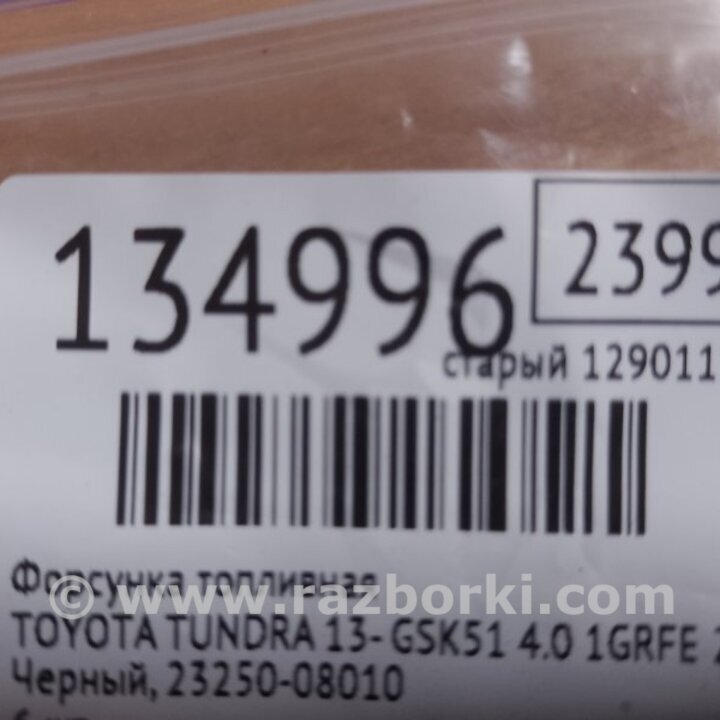 134996
2399
старый 129011
Форсунка топливная
© www.razborki.com
TOYOTA TUNDRA 13- GSK51 4.0 1GRFE
Черный, 23250-08010